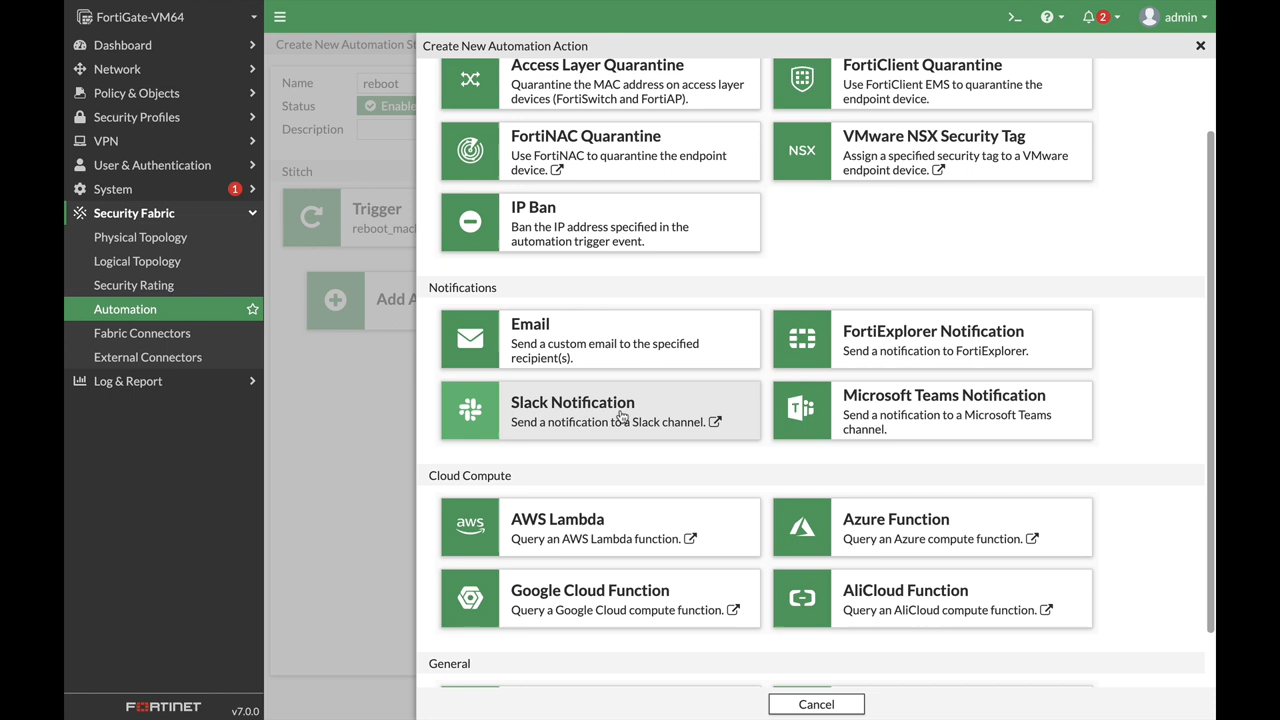 FortiGate-VM64
Dashboard
Network
Policy & Objects
Security Profiles
VPN
User & Authentication
System
1
Security Fabric
Physical Topology
Logical Topology
Security Rating
Automation
Fabric Connectors
External Connectors
Log & Report
FORTINET
v7.0.0
>_
2
admin
Create New Automation St
Name
reboot
Status
Enable
Description
Stitch
Trigger
reboot_mac
Add A
Create New Automation Action
Access Layer Quarantine
Quarantine the MAC address on access layer
devices (FortiSwitch and FortiAP).
FortiClient Quarantine
Use FortiClient EMS to quarantine the
endpoint device.
FortiNAC Quarantine
Use FortiNAC to quarantine the endpoint
device.
NSX
VMware NSX Security Tag
Assign a specified security tag to a VMware
endpoint device.
IP Ban
Ban the IP address specified in the
automation trigger event.
Notifications
Email
Send a custom email to the specified
recipient(s).
FortiExplorer Notification
Send a notification to FortiExplorer.
Slack Notification
Send a notification to a Slack channel.
Microsoft Teams Notification
Send a notification to a Microsoft Teams
channel.
Cloud Compute
aws
AWS Lambda
Query an AWS Lambda function.
Azure Function
Query an Azure compute function.
Google Cloud Function
Query a Google Cloud compute function.
AliCloud Function
Query an AliCloud compute function.
General
Cancel